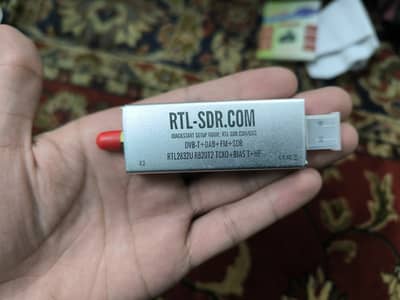 RTL-SDR.COM
QUICKSTART SETUP GUIDE: RTL-SDR.COM/QSG
DVB-T+DAB+FM+SDR
RTL2832U R820T2 TCXO+BIAS T+HF
V3